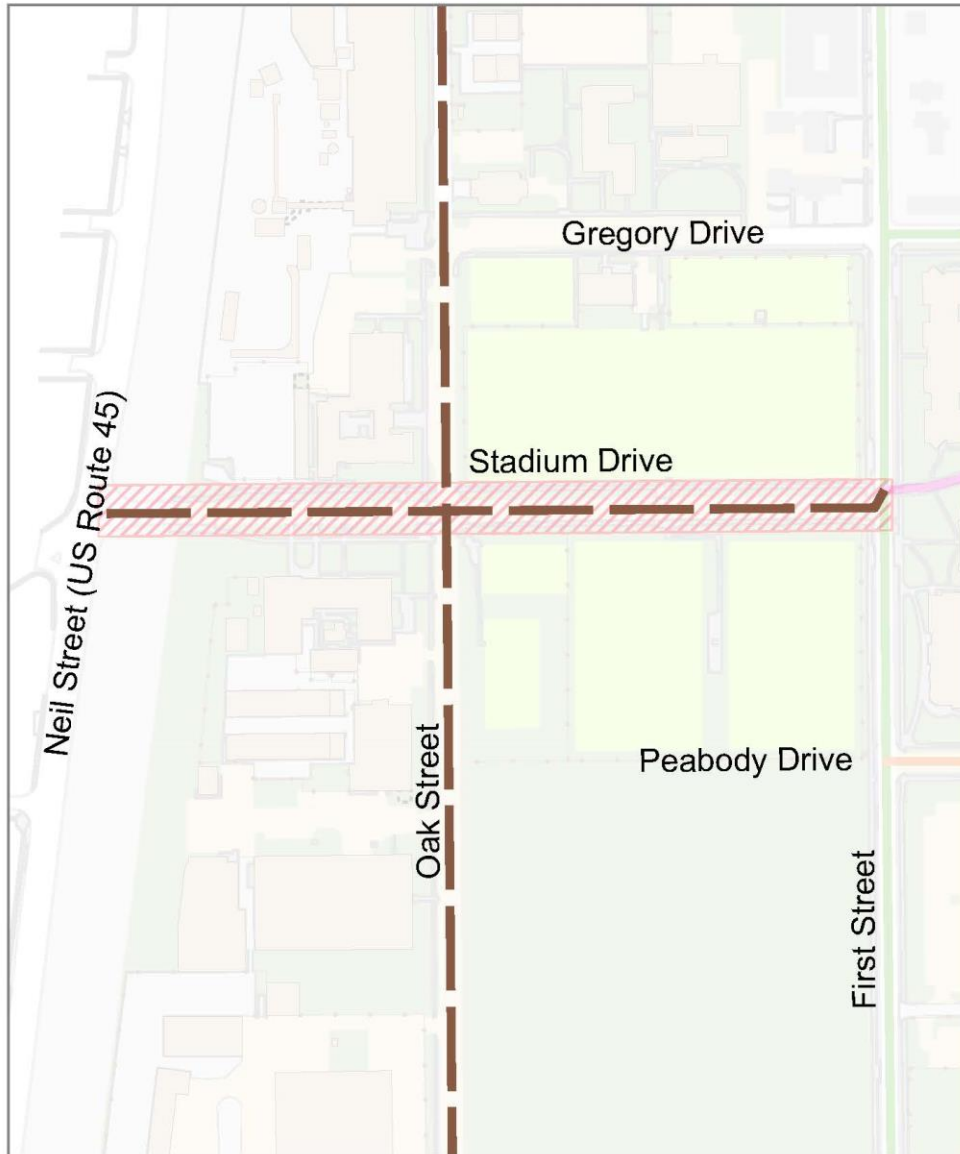 Gregory Drive
Stadium Drive
Neil Street (US Route 45)
Peabody Drive
Oak Street
First Street